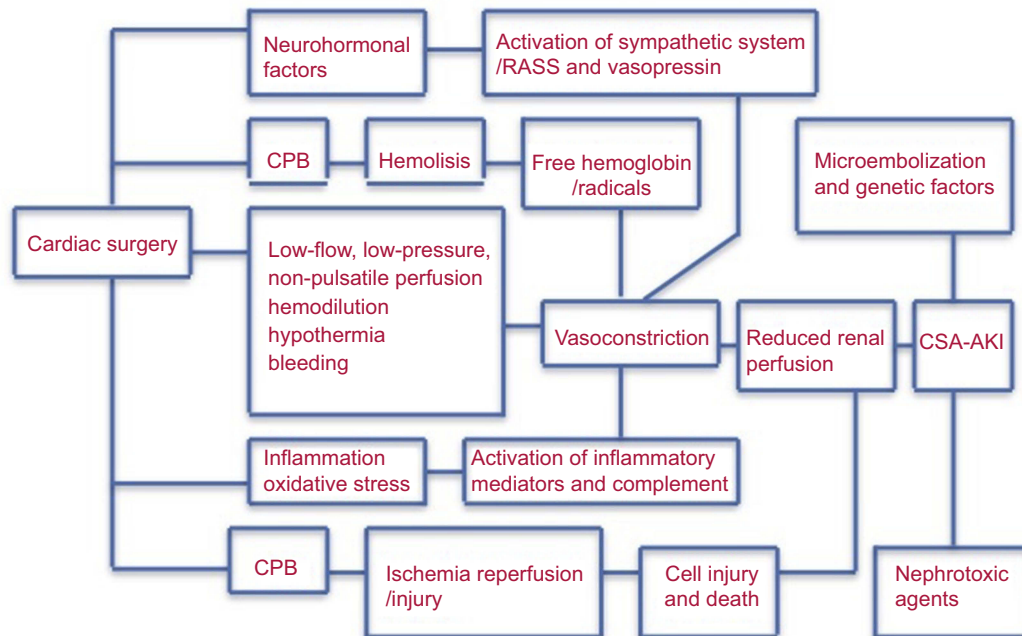 Neurohormonal
factors
Activation of sympathetic system
/RASS and vasopressin
CPB
Hemolisis
Free hemoglobin
/radicals
Microembolization
and genetic factors
Cardiac surgery
Low-flow, low-pressure,
non-pulsatile perfusion
hemodilution
hypothermia
bleeding
Vasoconstriction
Reduced renal
perfusion
CSA-AKI
Inflammation
oxidative stress
Activation of inflammatory
mediators and complement
CPB
Ischemia reperfusion
/injury
Cell injury
and death
Nephrotoxic
agents